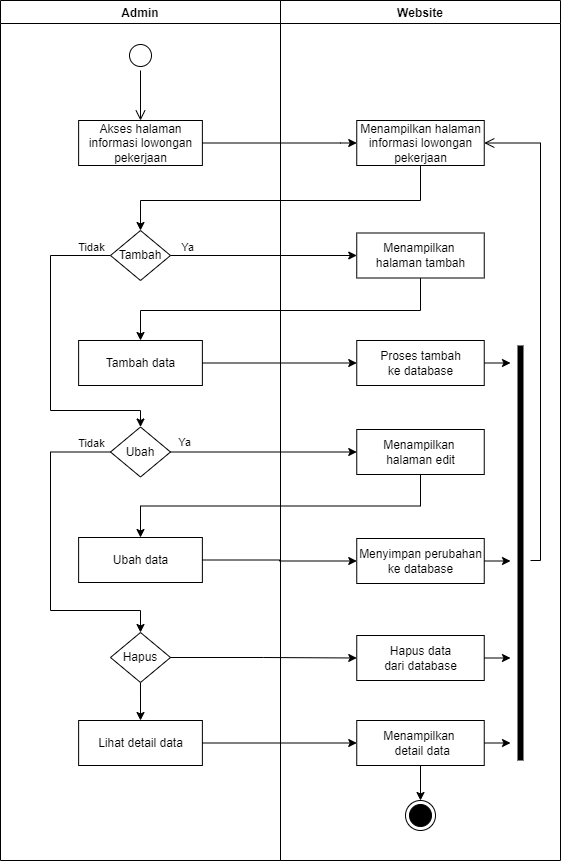 Admin
Website
Akses halaman
informasi lowongan
pekerjaan
Menampilkan halaman
informasi lowongan
pekerjaan
Tidak
Tambah
Ya
Menampilkan
halaman tambah
Tambah data
Proses tambah
ke database
Tidak
Ubah
Ya
Menampilkan
halaman edit
Ubah data
Menyimpan perubahan
ke database
Hapus
Hapus data
dari database
Lihat detail data
Menampilkan
detail data